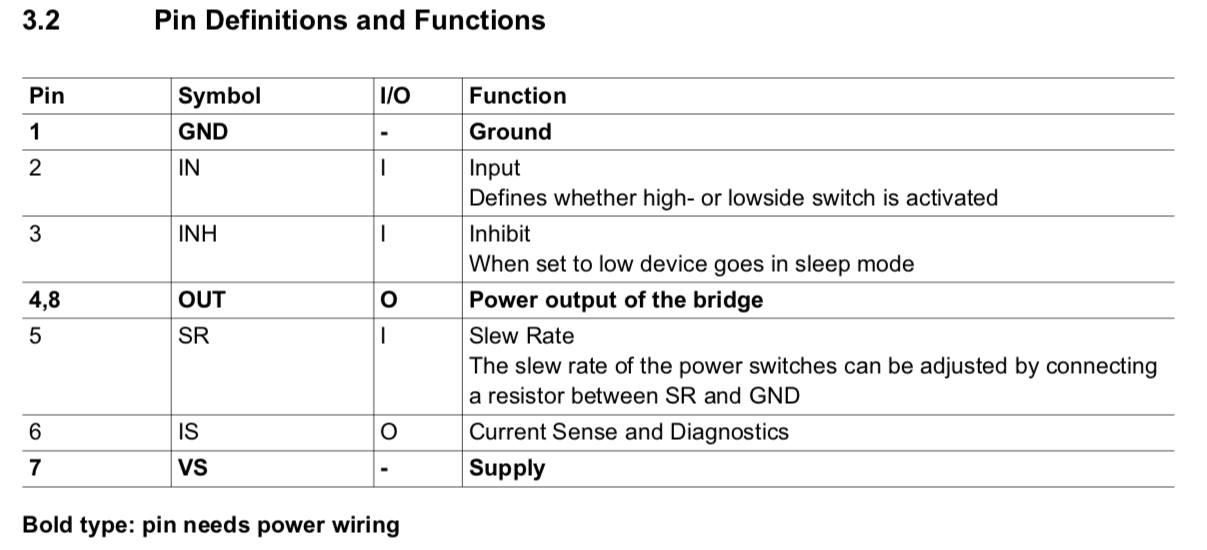 3.2 Pin Definitions and Functions
Pin Symbol I/O Function
1 GND - Ground
2 IN I Input
Defines whether high- or lowside switch is activated
3 INH I Inhibit
When set to low device goes in sleep mode
4,8 OUT O Power output of the bridge
5 SR I Slew Rate
The slew rate of the power switches can be adjusted by connecting
a resistor between SR and GND
6 IS O Current Sense and Diagnostics
7 VS - Supply
Bold type: pin needs power wiring